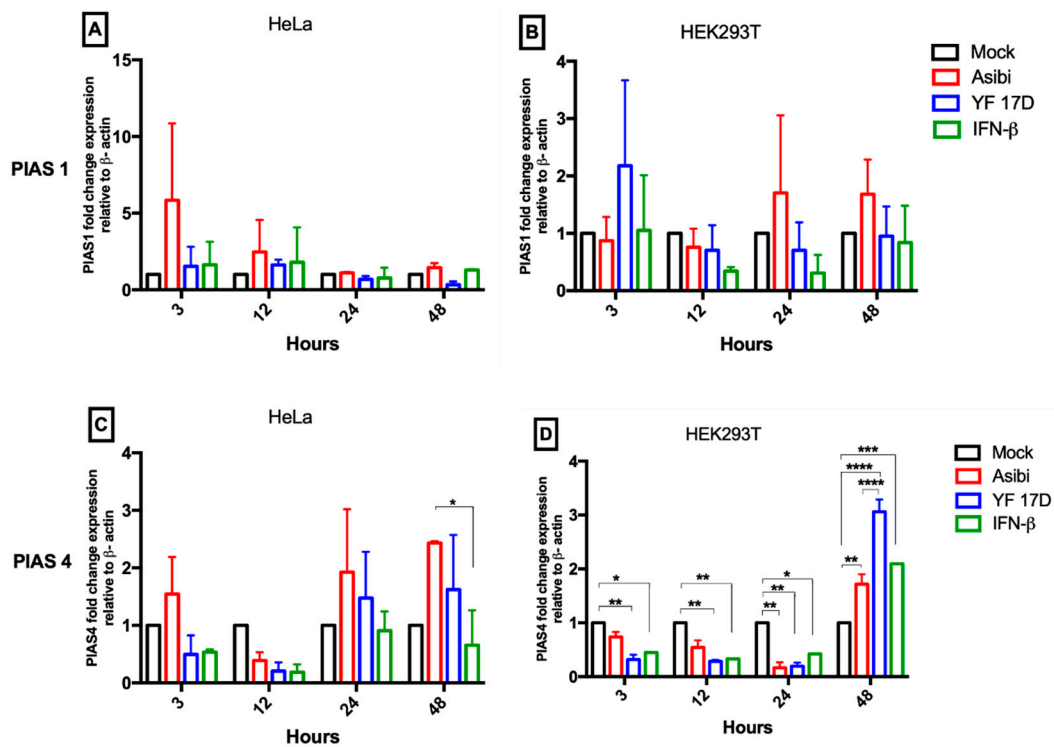 A
HeLa
PIAS 1
PIAS1 fold change expression
relative to β- actin
15
10
5
0
3
12
24
48
Hours
B
HEK293T
PIAS1 fold change expression
relative to β- actin
4
3
2
1
0
3
12
24
48
Hours
Mock
Asibi
YF 17D
IFN-β
C
HeLa
PIAS 4
PIAS4 fold change expression
relative to β- actin
4
3
2
1
0
*
3
12
24
48
Hours
D
HEK293T
PIAS4 fold change expression
relative to β- actin
4
3
2
1
0
*
**
**
**
*
**
**
***
****
****
**
3
12
24
48
Hours
Mock
Asibi
YF 17D
IFN-β